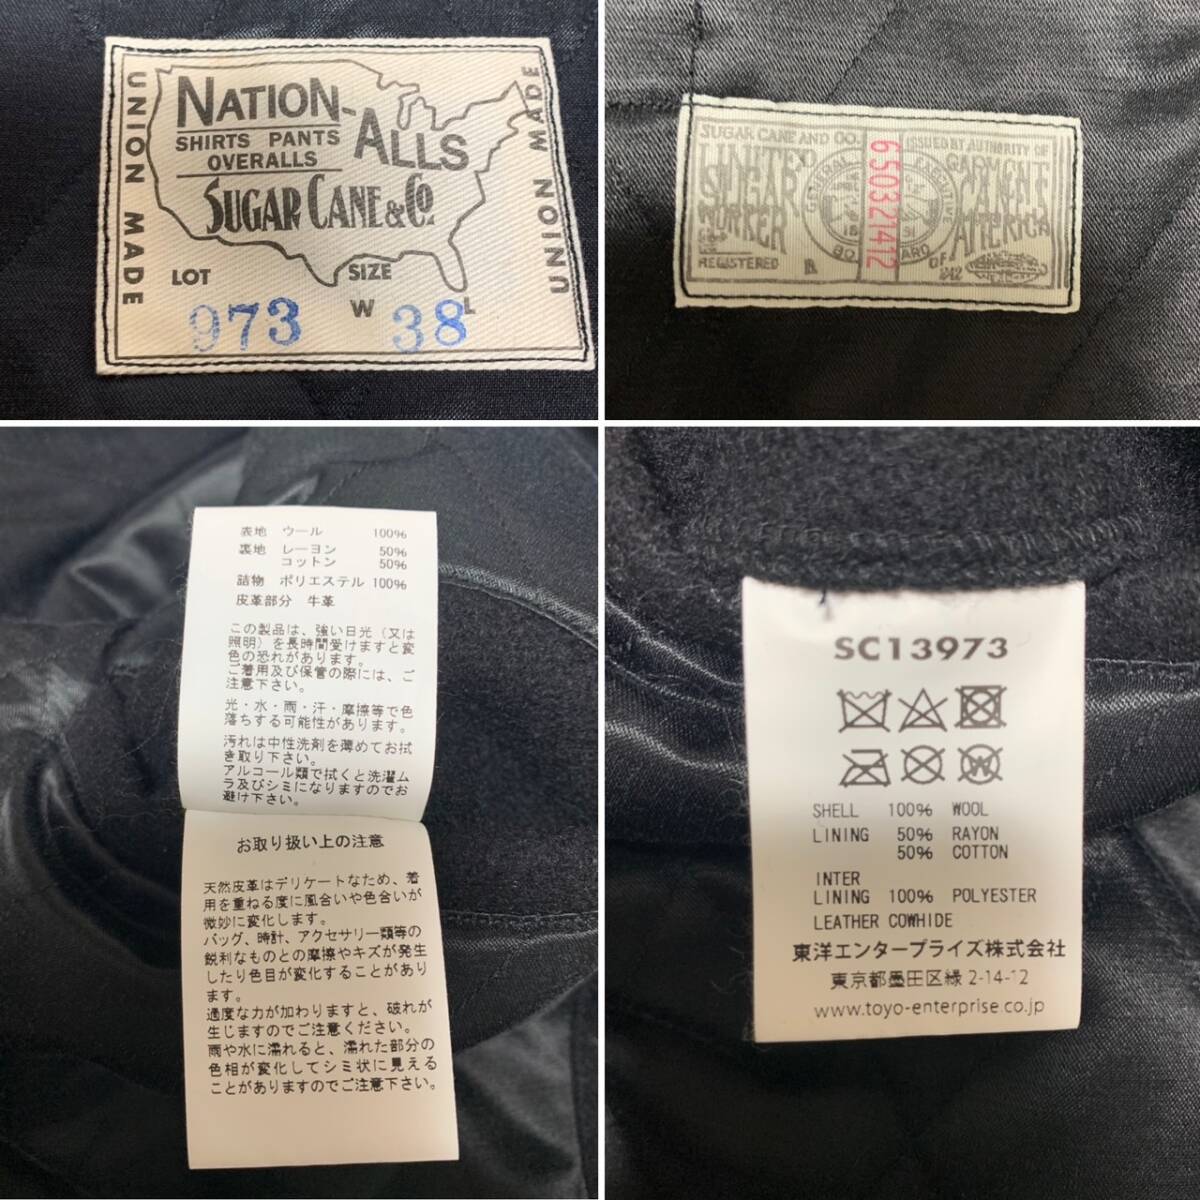 UNION MADE
NATION-ALLS
SHIRTS PANTS
OVERALLS
SUGAR CANE & Co.
UNION MADE
LOT SIZE
W L
973 38
SUGAR CANE AND CO. ISSUED BY AUTHORITY OF
LIMITED GARMENT
SUGAR CANE'S
WORKER AMERICA
REGISTERED OF
650321412
GENERAL EXECUTIVE
BOARD
表地 ウール 100%
裏地 レーヨン 50%
コットン 50%
詰物 ポリエステル 100%
皮革部分 牛革
この製品は、強い日光(又は
照明)を長時間受けますと変
色の恐れがあります。
ご着用及び保管の際には、ご
注意下さい。
光・水・雨・汗・摩擦等で色
落ちする可能性があります。
汚れは中性洗剤を薄めてお拭
き取り下さい。
アルコール類で拭くと洗濯ム
ラ及びシミになりますのでお
避け下さい。
お取り扱い上の注意
天然皮革はデリケートなため、着
用を重ねる度に風合いや色合いが
微妙に変化します。
バッグ、時計、アクセサリー類等の
鋭利なものとの摩擦やキズが発生
したり色目が変化することがあり
ます。
過度な力が加わりますと、破れが
生じますのでご注意ください。
雨や水に濡れると、濡れた部分の
色相が変化してシミ状に見える
ことがありますのでご注意下さい。
SC13973
SHELL 100% WOOL
LINING 50% RAYON
50% COTTON
INTER
LINING 100% POLYESTER
LEATHER COWHIDE
東洋エンタープライズ株式会社
東京都墨田区緑 2-14-12
www.toyo-enterprise.co.jp